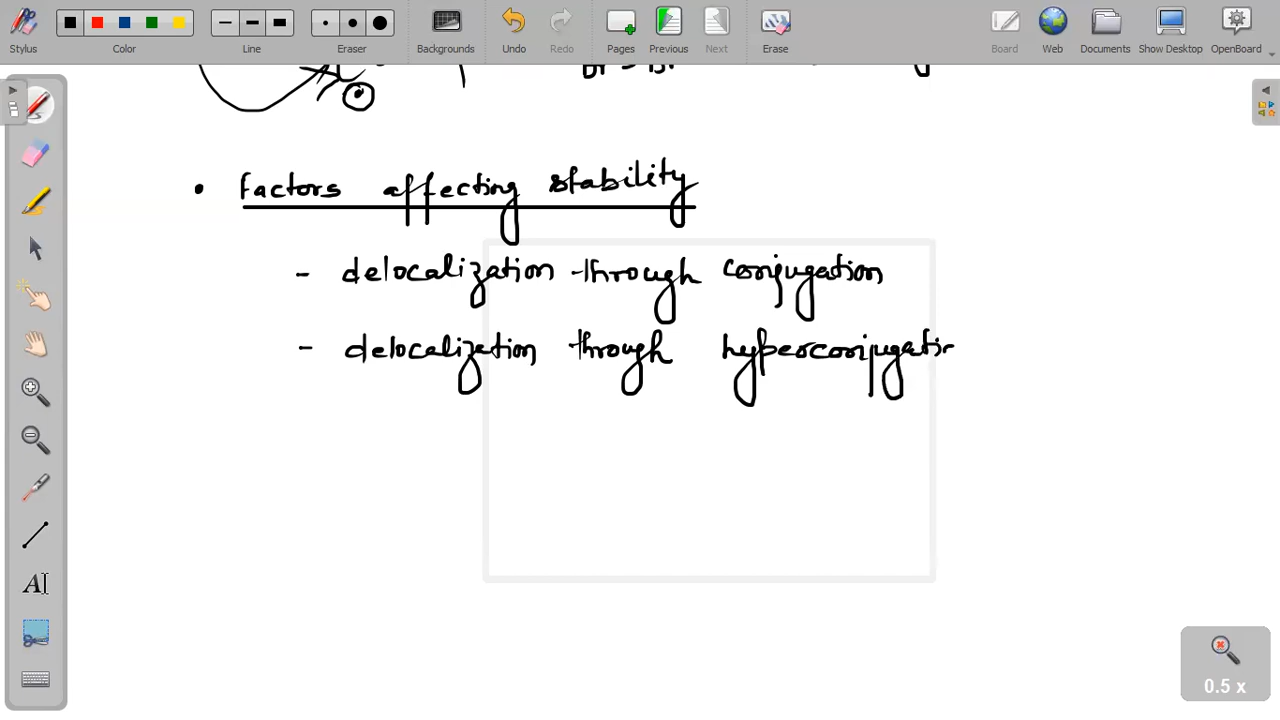 Stylus
Color
Line
Eraser
Backgrounds
Undo
Redo
Pages
Previous
Next
Erase
Board
Web
Documents
Show Desktop
OpenBoard
• factors affecting stability
- delocalization through conjugation
- delocalization through hyperconjugatio
0.5 x